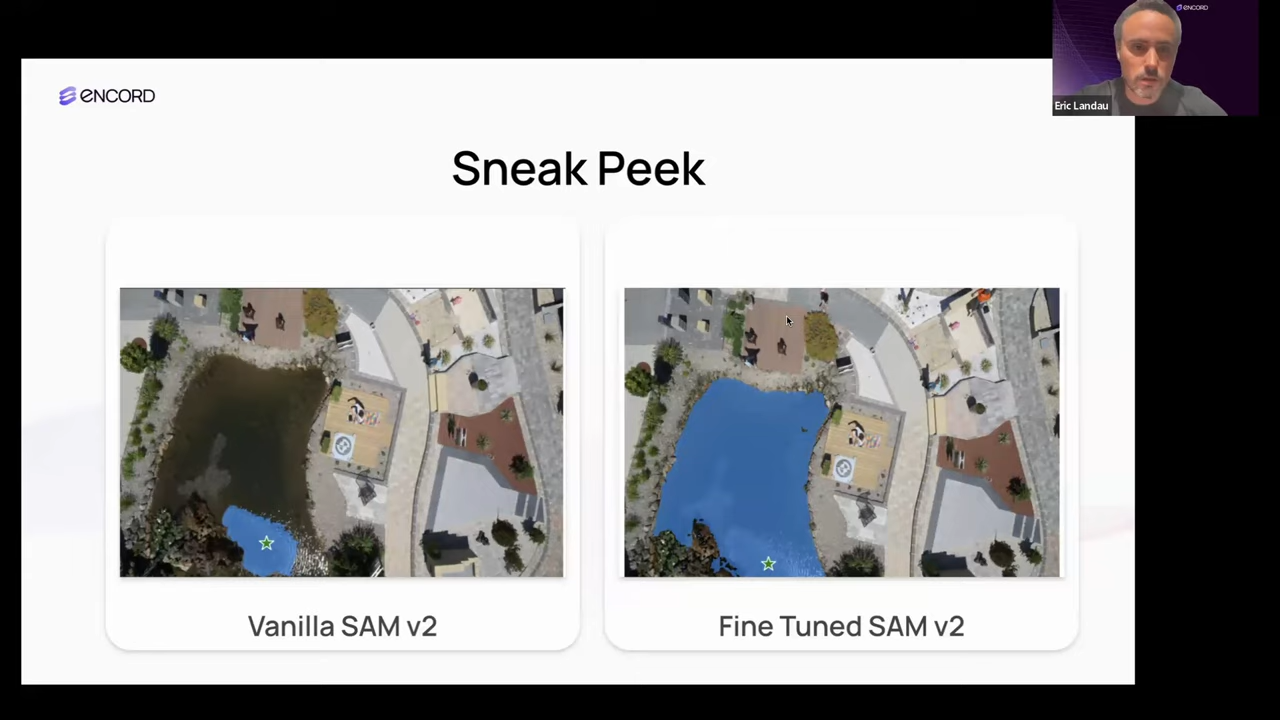 ENCORD
Eric Landau
ENCORD
Sneak Peek
Vanilla SAM v2
Fine Tuned SAM v2